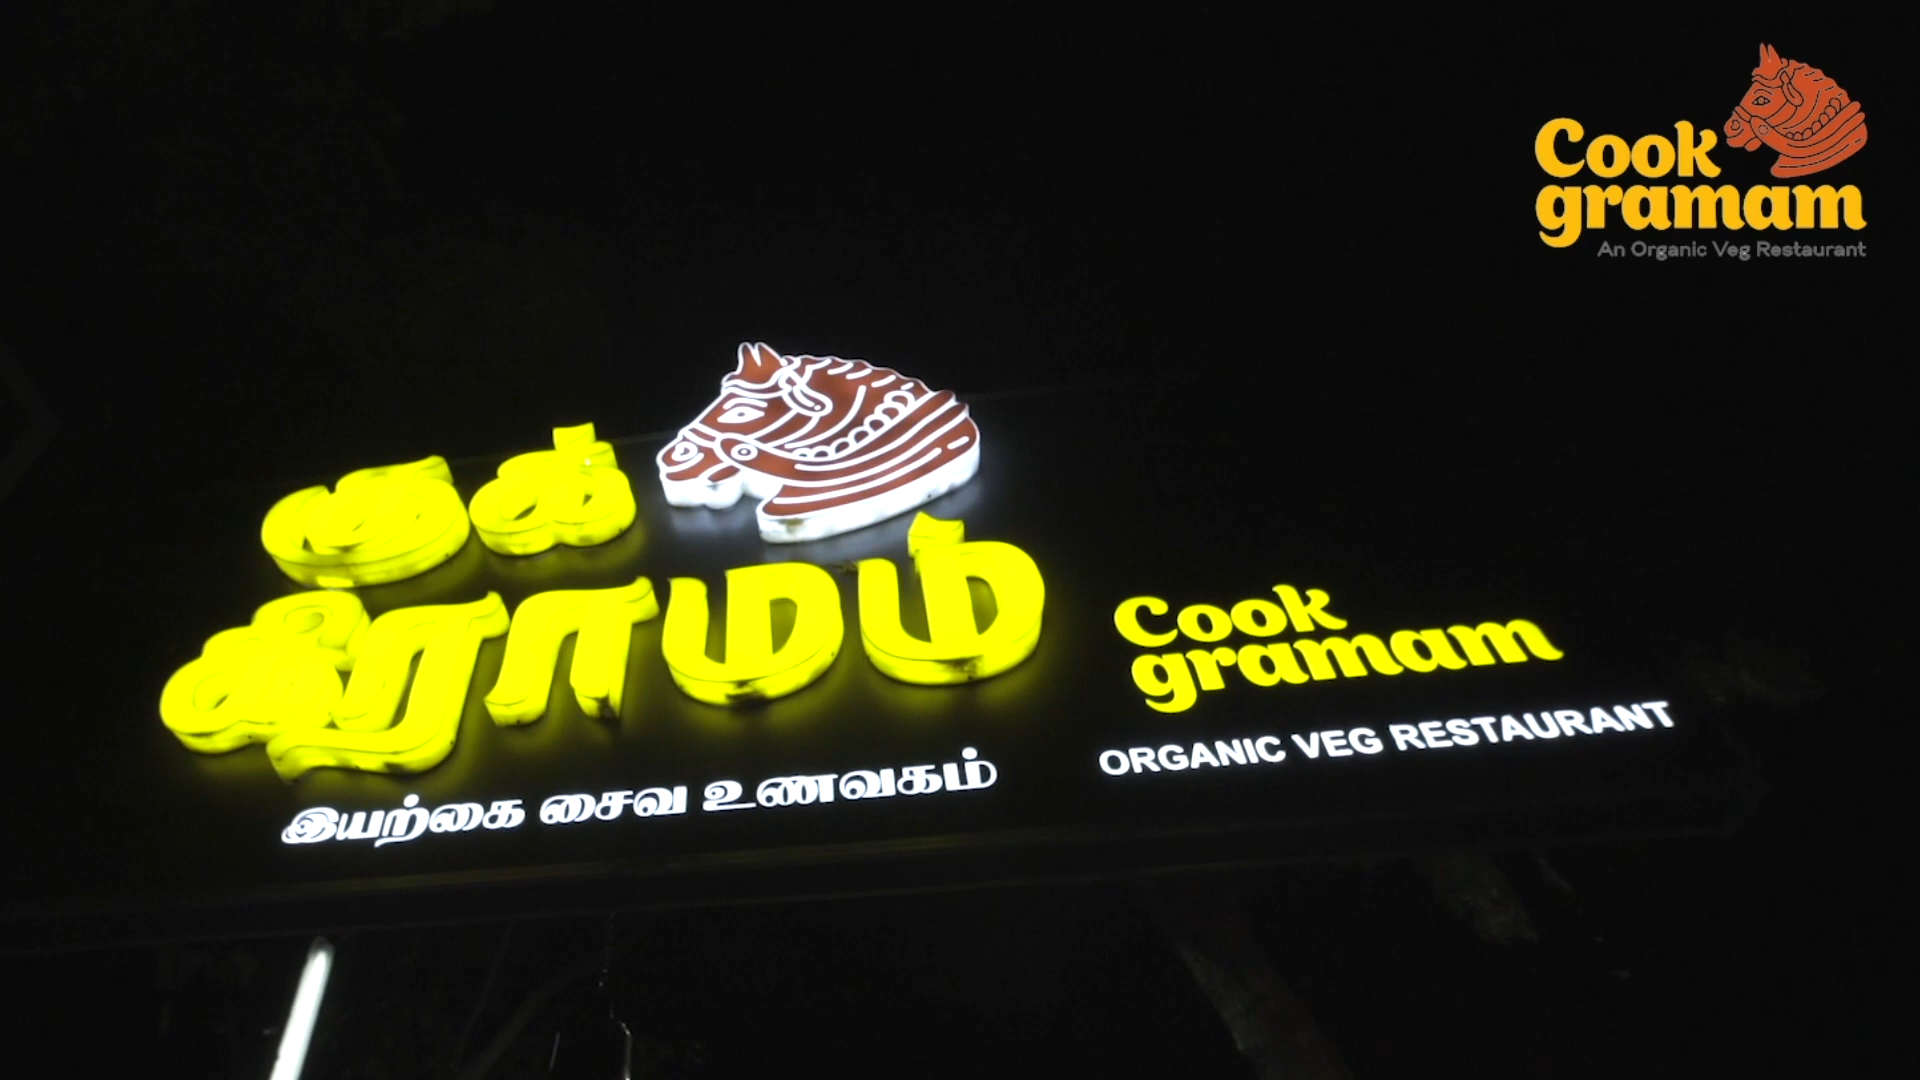 Cook
gramam
An Organic Veg Restaurant
குக்
கிராமம்
இயற்கை சைவ உணவகம்
Cook
gramam
ORGANIC VEG RESTAURANT